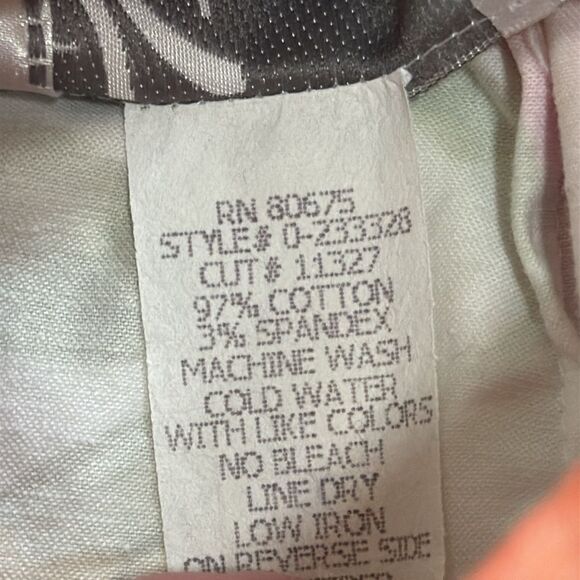 RN 80675
STYLE# 0-233328
CUT# 11327
97% COTTON
3% SPANDEX
MACHINE WASH
COLD WATER
WITH LIKE COLORS
NO BLEACH
LINE DRY
LOW IRON
ON REVERSE SIDE